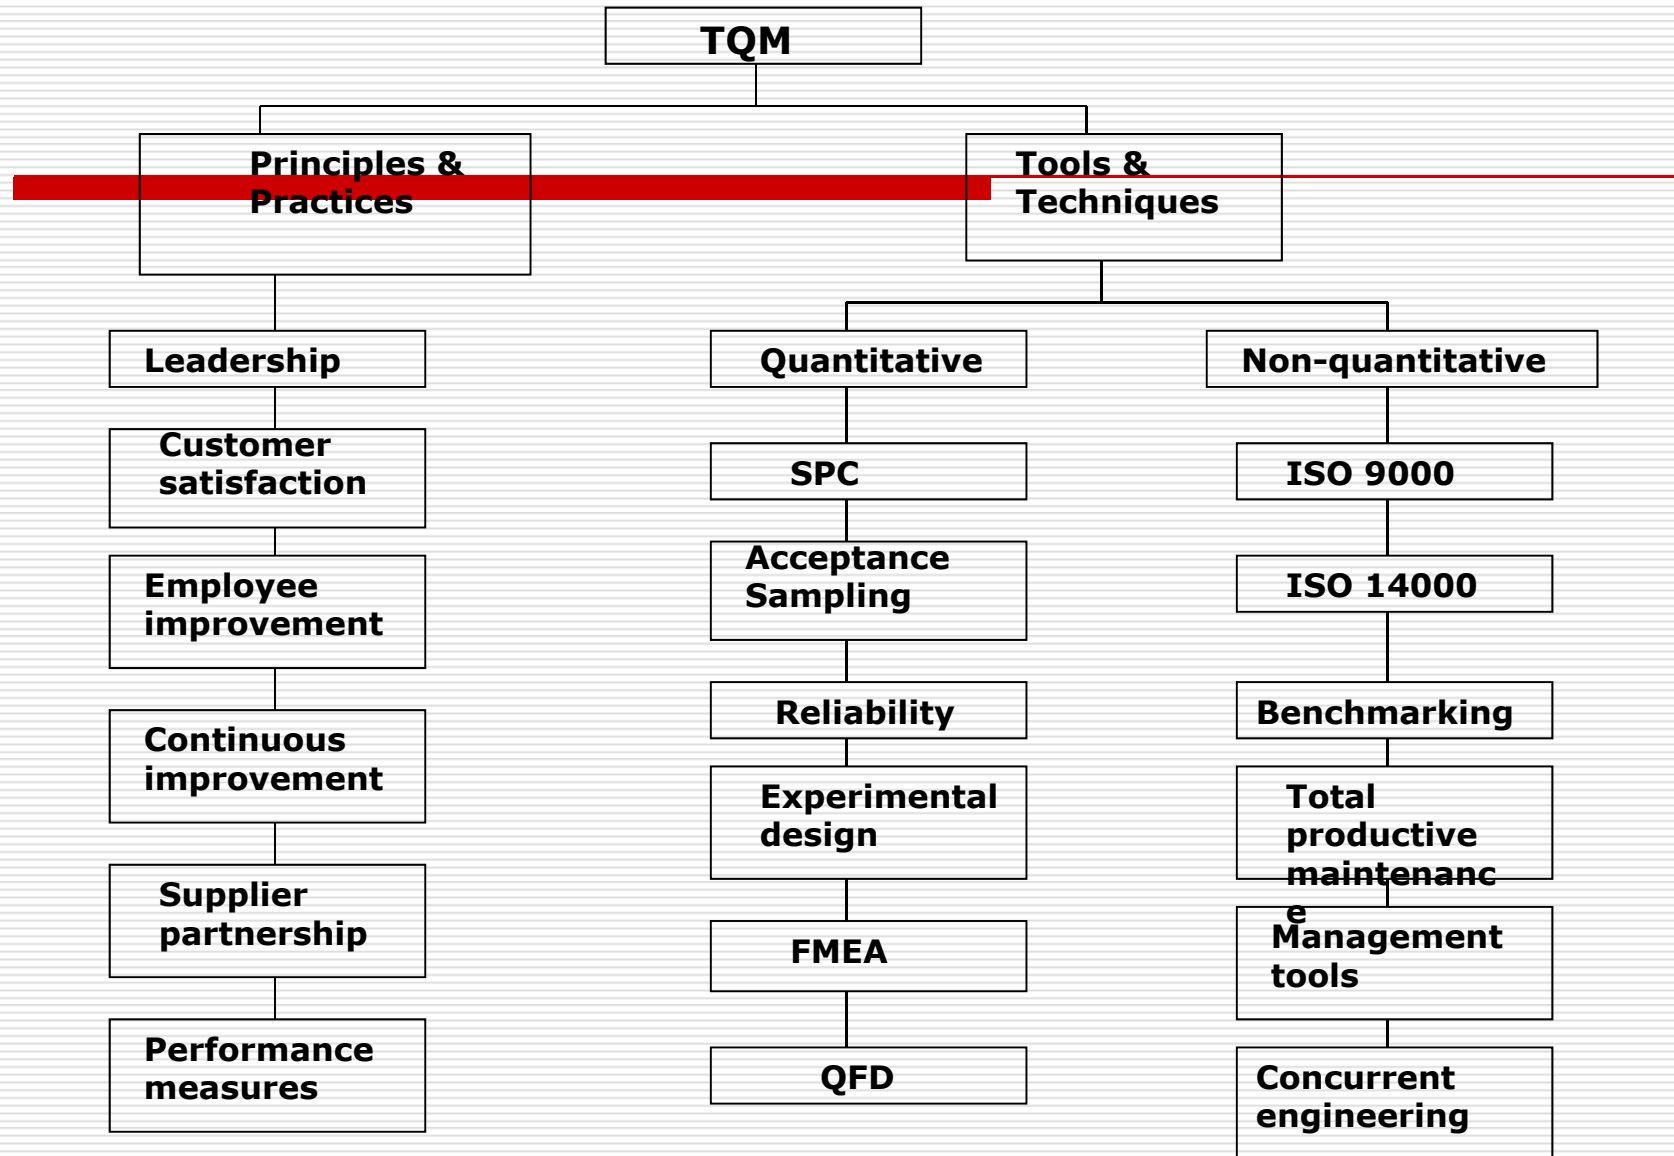 TQM
Principles &
Practices
Tools &
Techniques
Leadership
Customer
satisfaction
Employee
improvement
Continuous
improvement
Supplier
partnership
Performance
measures
Quantitative
SPC
Acceptance
Sampling
Reliability
Experimental
design
FMEA
QFD
Non-quantitative
ISO 9000
ISO 14000
Benchmarking
Total
productive
maintenanc
e
Management
tools
Concurrent
engineering